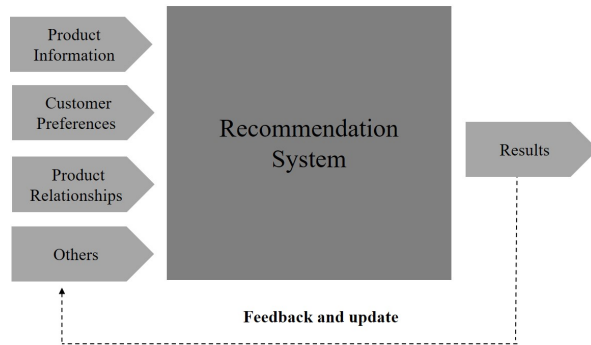 Product
Information
Customer
Preferences
Product
Relationships
Others
Recommendation
System
Results
Feedback and update